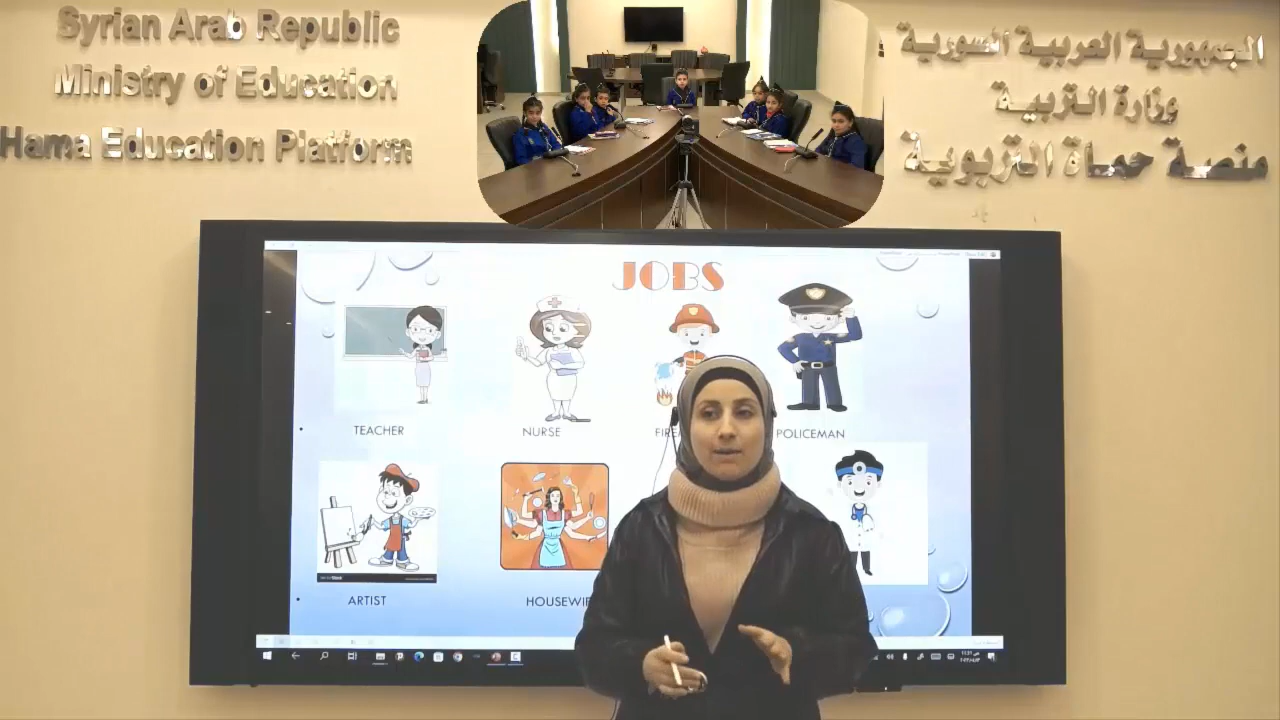 Syrian Arab Republic
Ministry of Education
Hama Education Platform
الجمهورية العربية السورية
وزارة التربية
منصة حماة التربوية
JOBS
TEACHER
NURSE
POLICEMAN
ARTIST